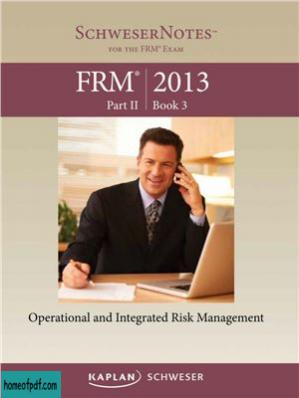 SCHWESERNOTES™
FOR THE FRM® EXAM
FRM® 2013
Part II Book 3
Operational and Integrated Risk Management
KAPLAN SCHWESER
homeofpdf.com